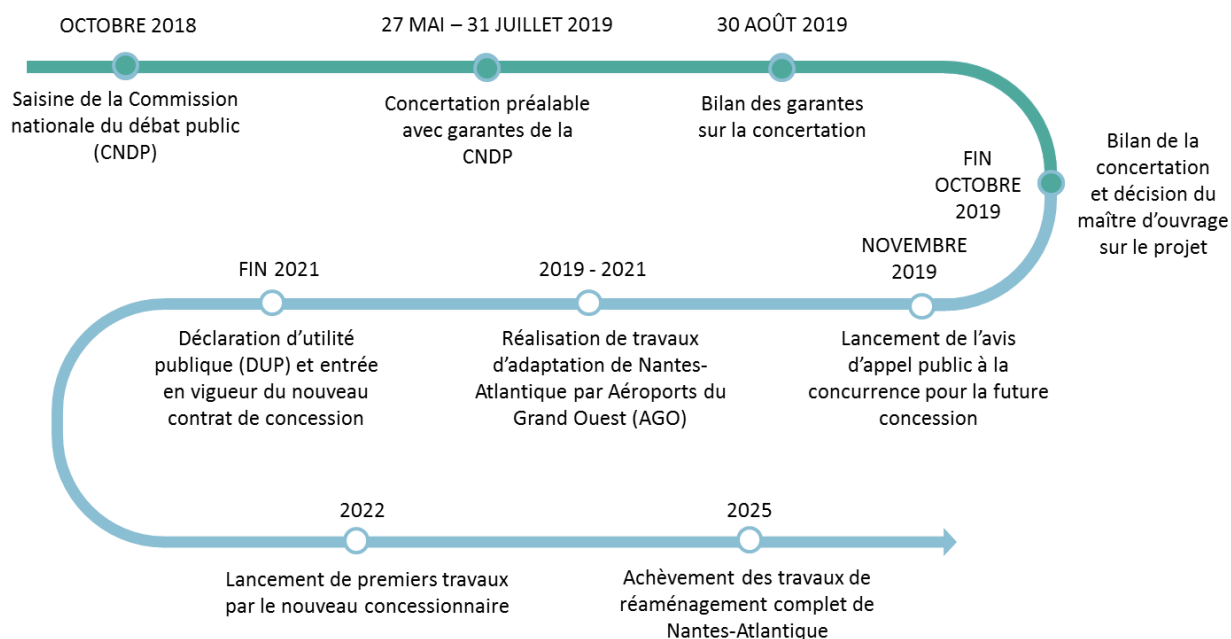 OCTOBRE 2018
Saisine de la Commission
nationale du débat public
(CNDP)
27 MAI – 31 JUILLET 2019
Concertation préalable
avec garantes de la
CNDP
30 AOÛT 2019
Bilan des garantes
sur la concertation
FIN
OCTOBRE
2019
Bilan de la
concertation
et décision du
maître d’ouvrage
sur le projet
NOVEMBRE
2019
Lancement de l’avis
d’appel public à la
concurrence pour la future
concession
2019 - 2021
Réalisation de travaux
d’adaptation de Nantes-
Atlantique par Aéroports du
Grand Ouest (AGO)
FIN 2021
Déclaration d’utilité
publique (DUP) et entrée
en vigueur du nouveau
contrat de concession
2022
Lancement de premiers travaux
par le nouveau concessionnaire
2025
Achèvement des travaux de
réaménagement complet de
Nantes-Atlantique